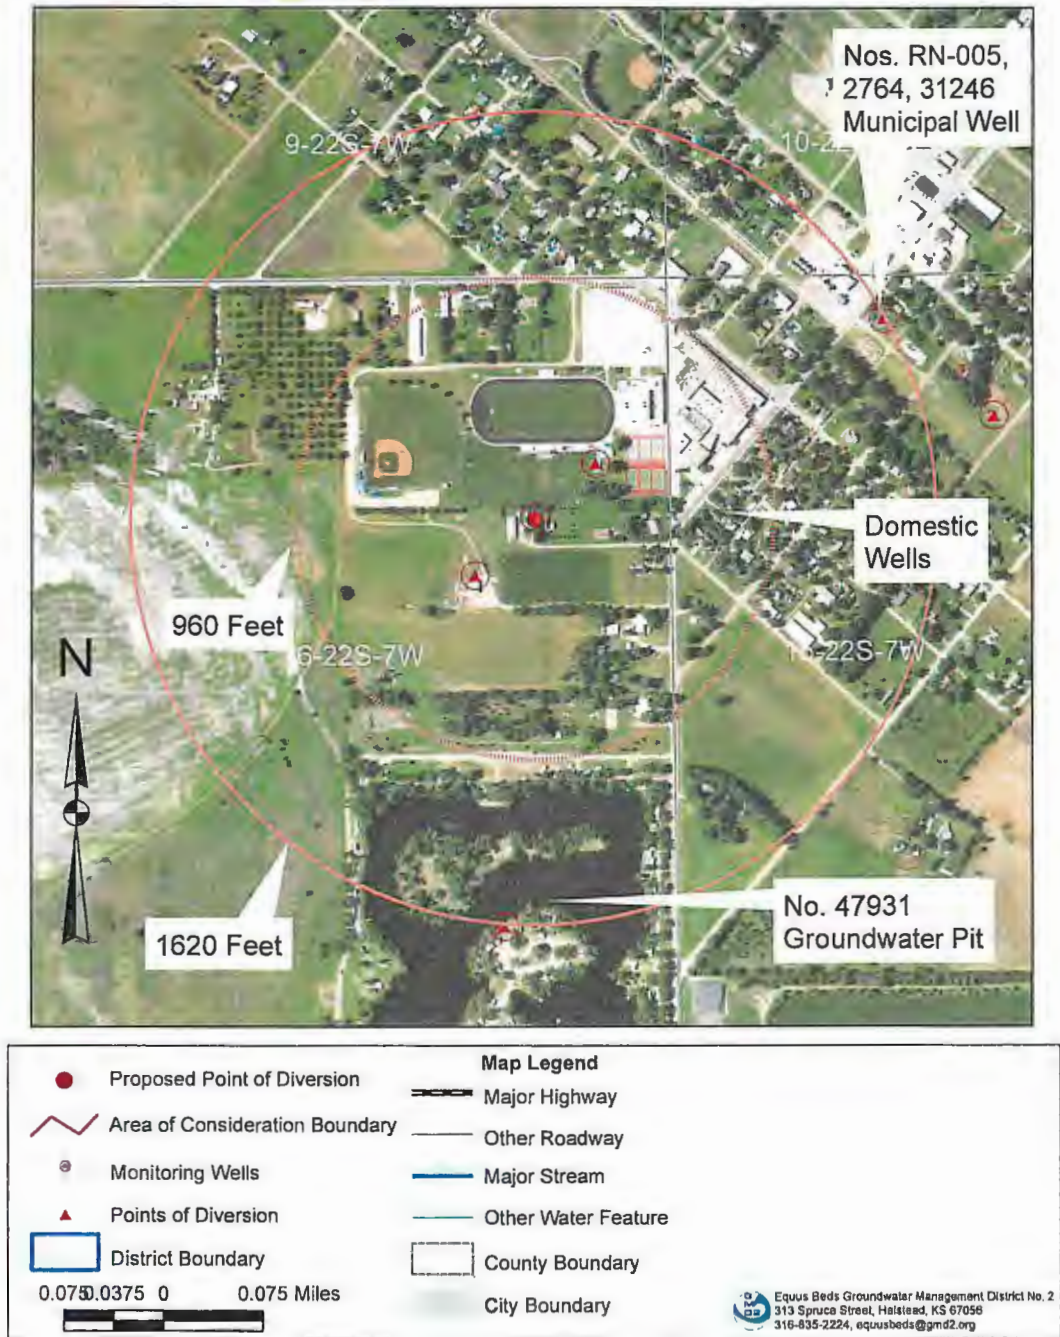 Nos. RN-005,
2764, 31246
Municipal Well
9-22S-7W
10-22
Domestic
Wells
960 Feet
6-22S-7W
-22S-7W
N
1620 Feet
No. 47931
Groundwater Pit
Map Legend
Proposed Point of Diversion
Area of Consideration Boundary
Monitoring Wells
Points of Diversion
District Boundary
0.075 0.0375 0 0.075 Miles
Major Highway
Other Roadway
Major Stream
Other Water Feature
County Boundary
City Boundary
Equus Beds Groundwater Management District No. 2
313 Spruce Street, Halstead, KS 67056
316-835-2224, equusbeds@gmd2.org